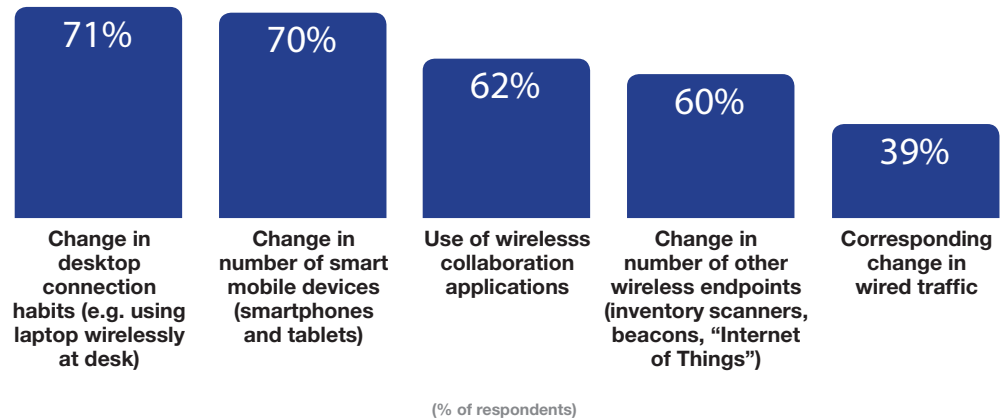 71%
70%
62%
60%
39%
Change in
desktop
connection
habits (e.g. using
laptop wirelessly
at desk)
Change in
number of smart
mobile devices
(smartphones
and tablets)
Use of wirelesss
collaboration
applications
Change in
number of other
wireless endpoints
(inventory scanners,
beacons, “Internet
of Things”)
Corresponding
change in
wired traffic
(% of respondents)